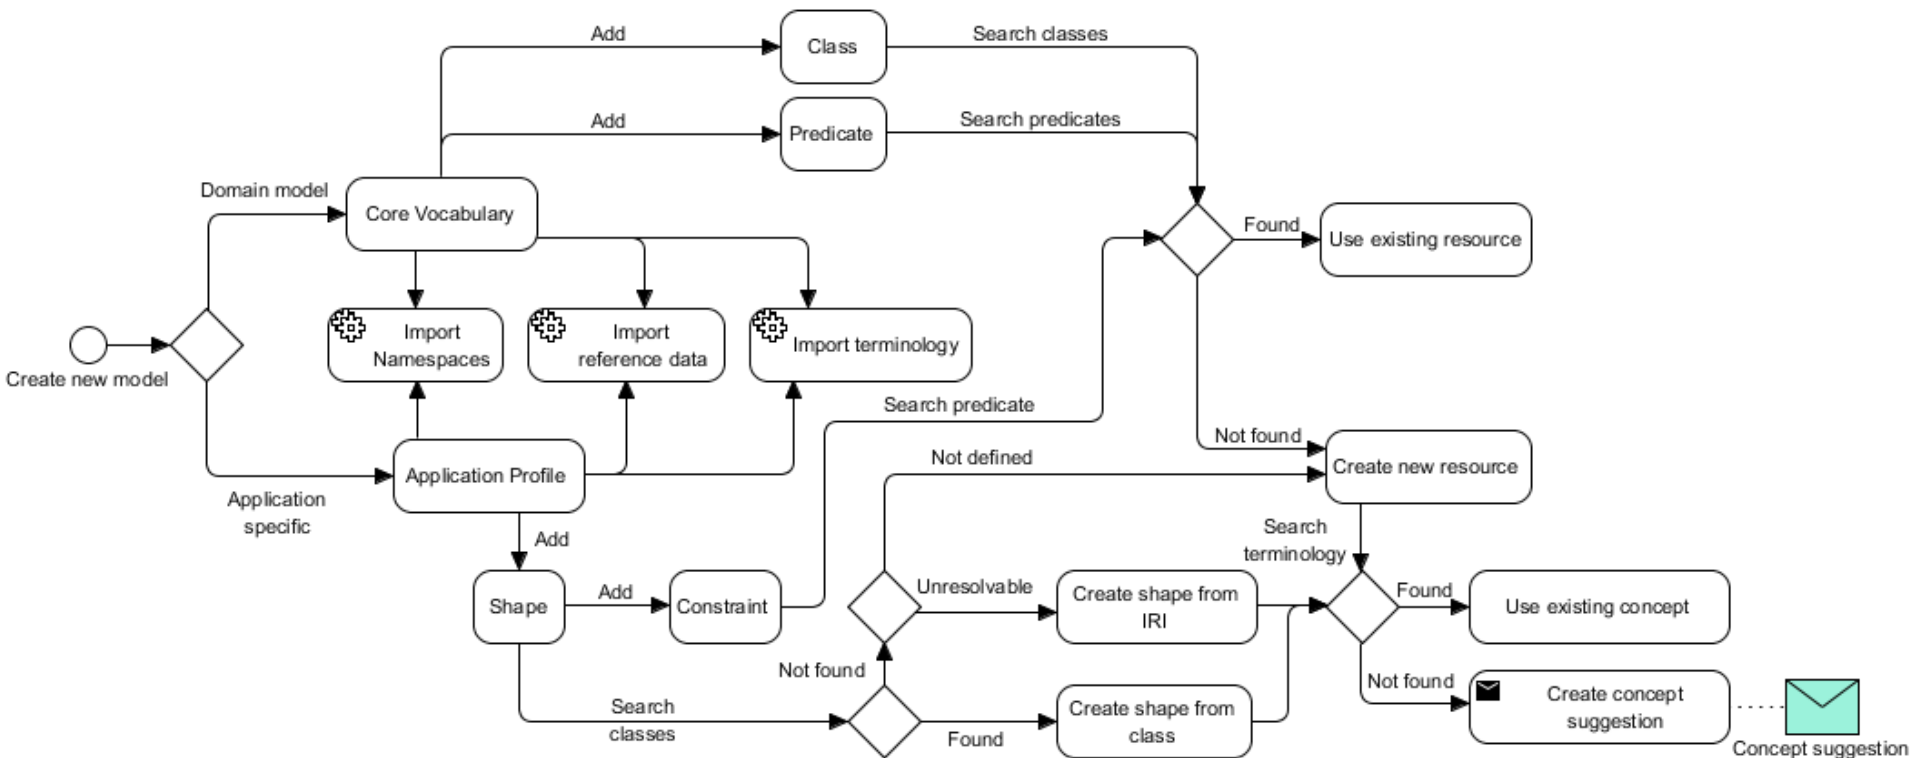 Add
Class
Search classes
Add
Predicate
Search predicates
Domain model
Core Vocabulary
Found
Use existing resource
Create new model
Import
Namespaces
Import
reference data
Import terminology
Search predicate
Not found
Create new resource
Application Profile
Not defined
Application
specific
Add
Search
terminology
Shape
Add
Constraint
Unresolvable
Create shape from
IRI
Found
Use existing concept
Not found
Search
classes
Found
Create shape from
class
Not found
Create concept
suggestion
Concept suggestion